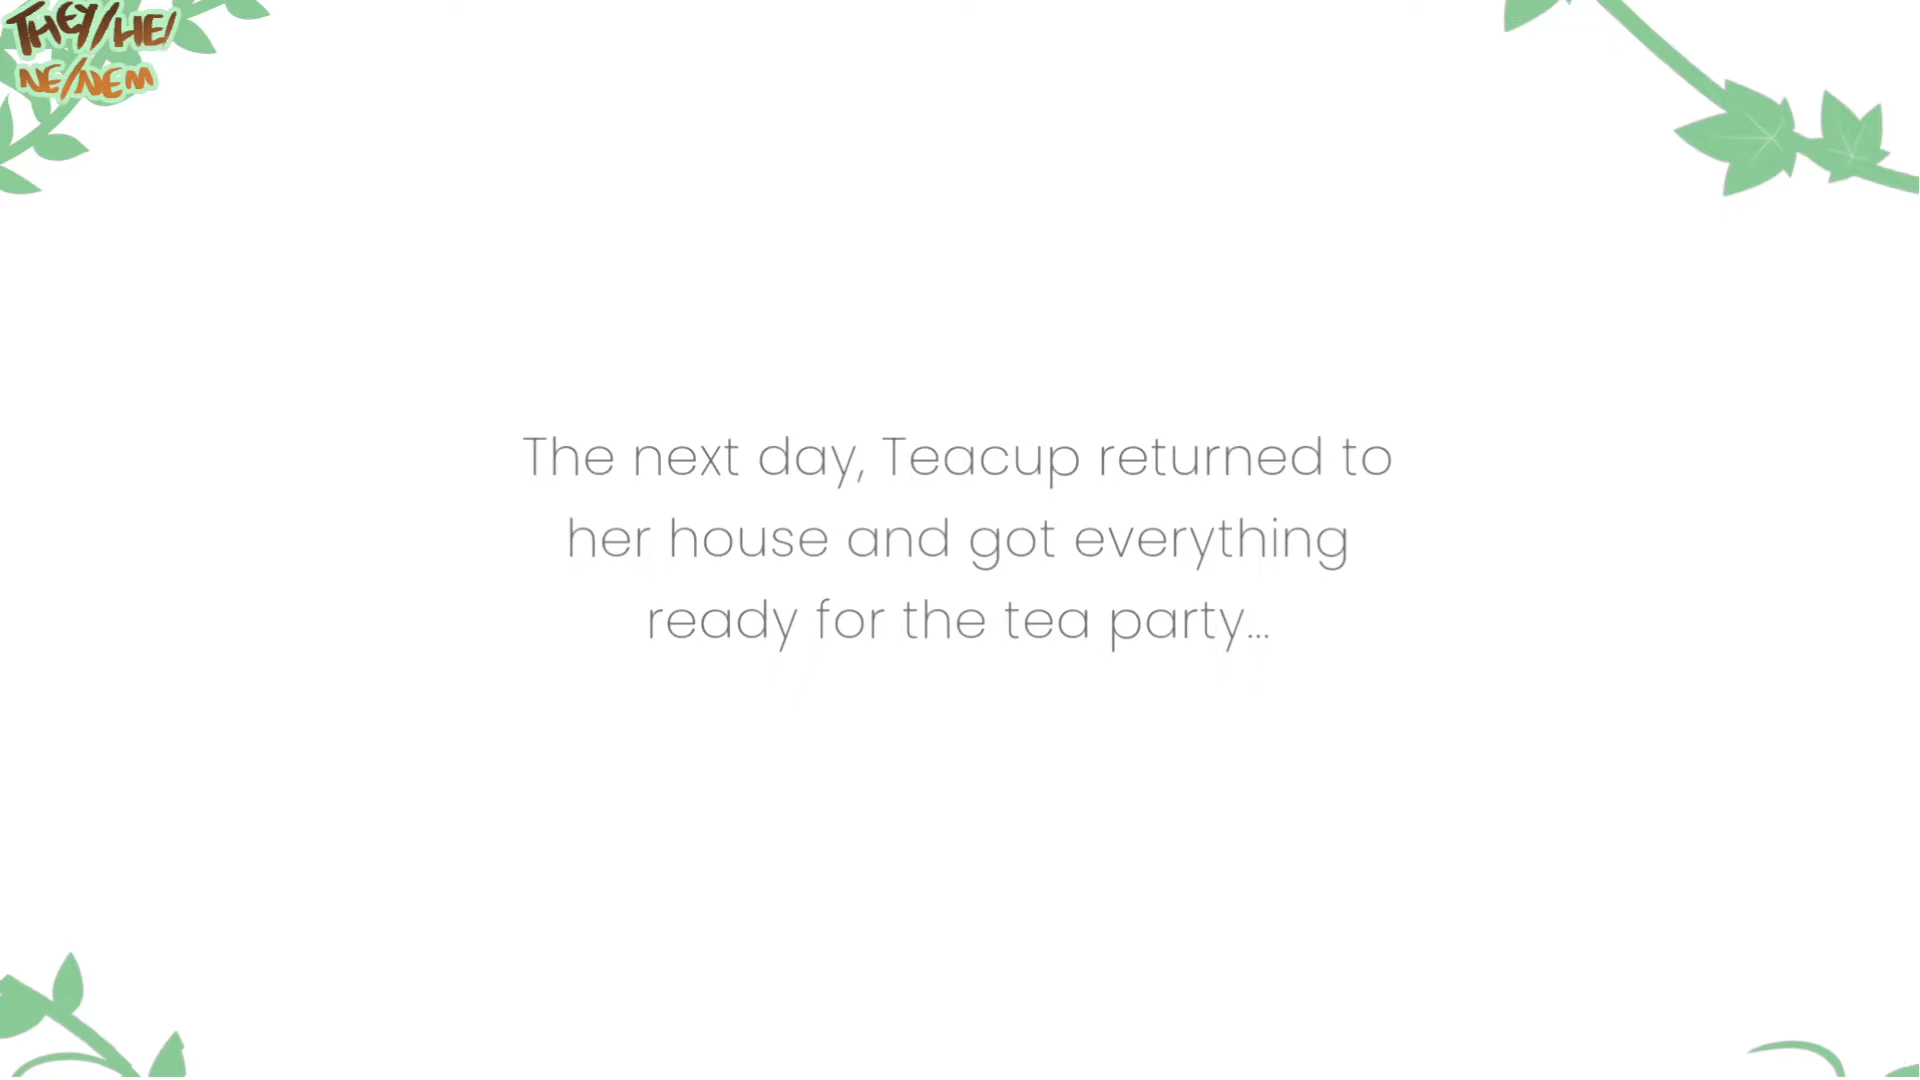 THEY/HE/
NE/NEM
The next day, Teacup returned to
her house and got everything
ready for the tea party...